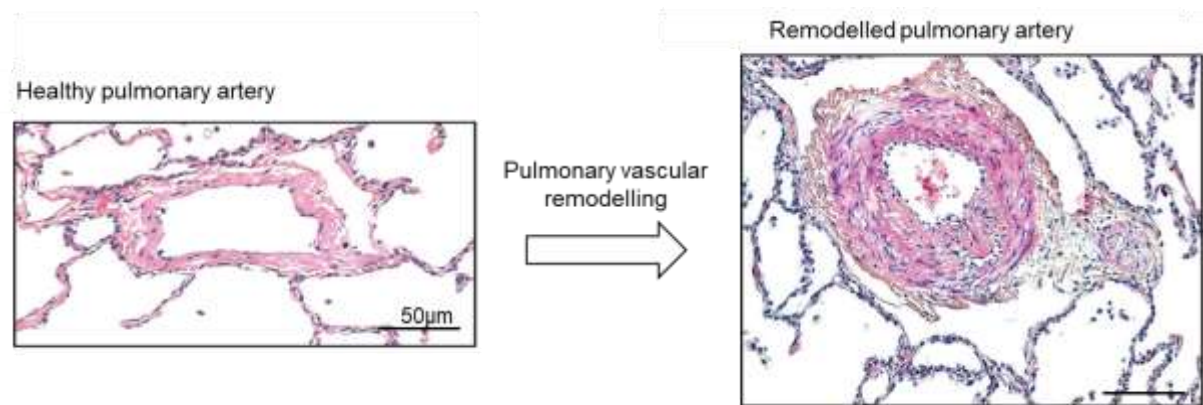 Healthy pulmonary artery
50µm
Pulmonary vascular
remodelling
Remodelled pulmonary artery